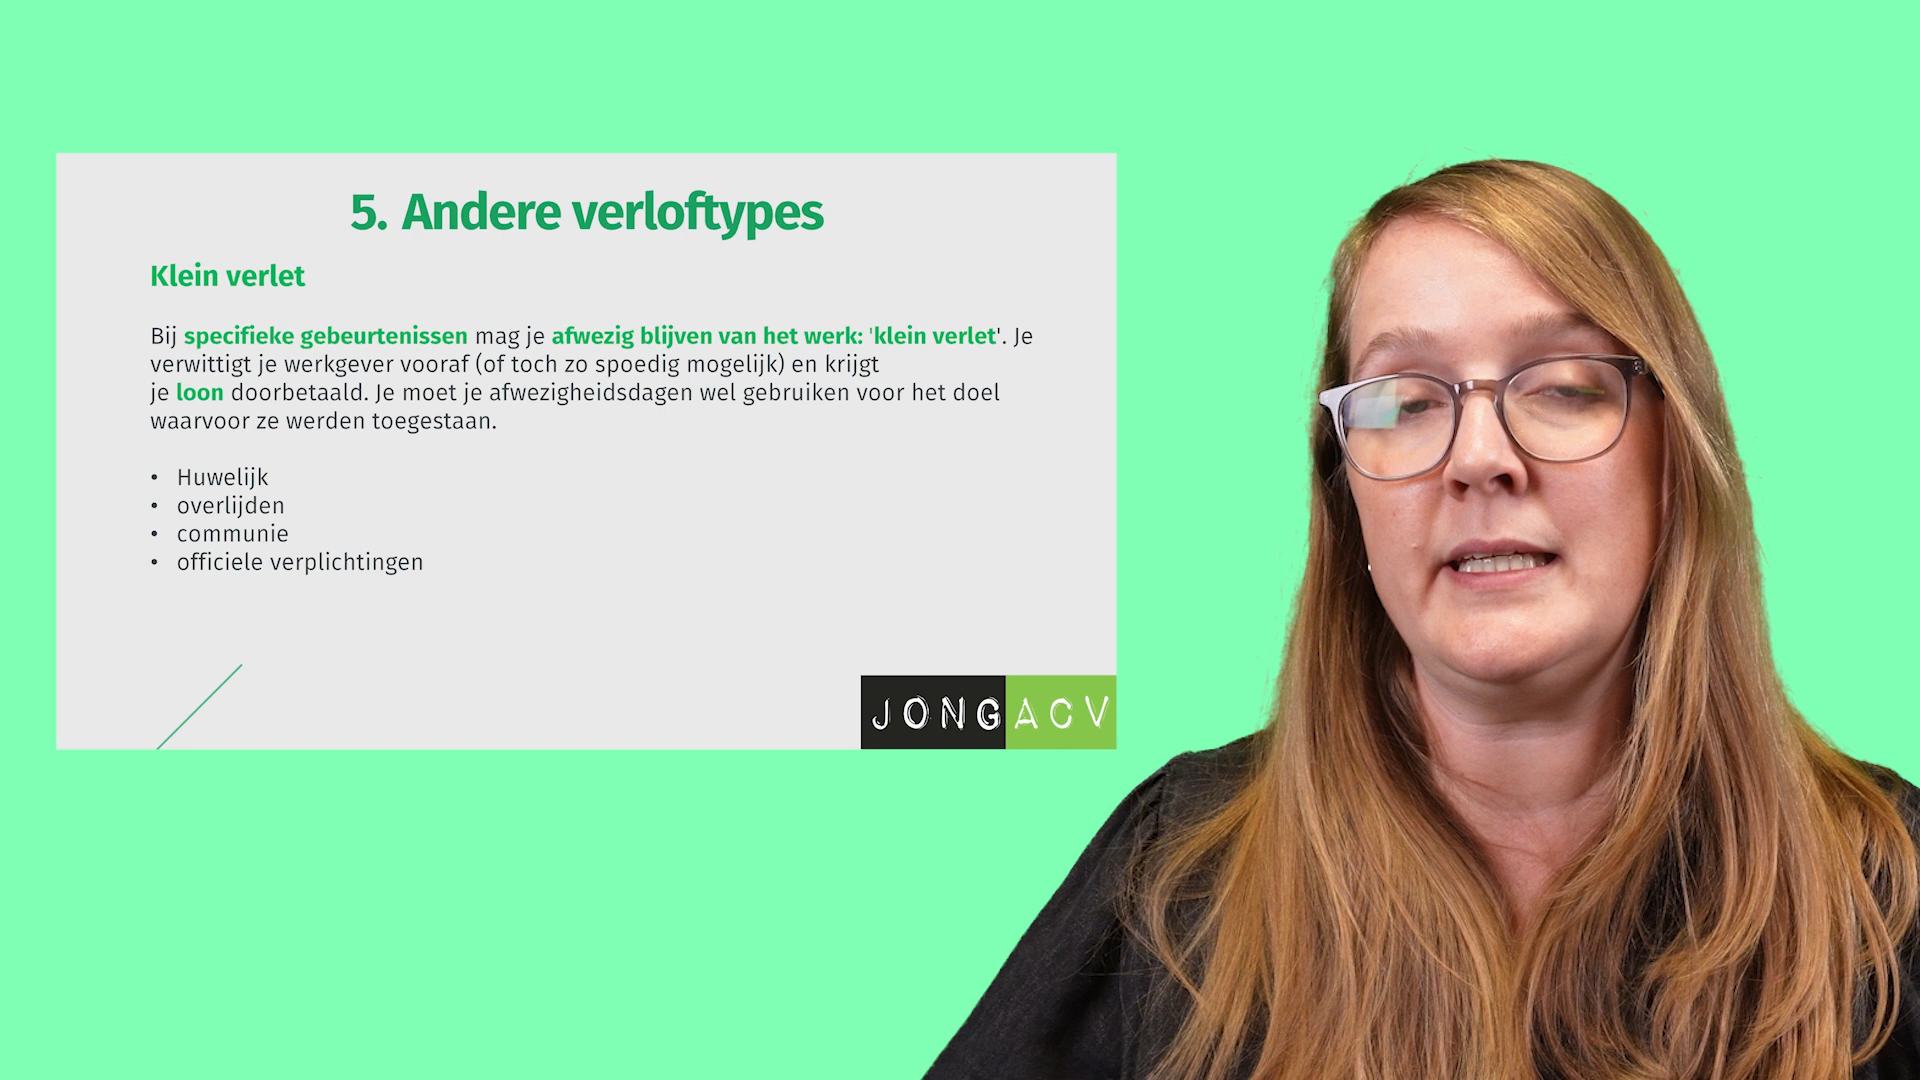 5. Andere verloftypes
Klein verlet
Bij specifieke gebeurtenissen mag je afwezig blijven van het werk: 'klein verlet'. Je
verwittigt je werkgever vooraf (of toch zo spoedig mogelijk) en krijgt
je loon doorbetaald. Je moet je afwezigheidsdagen wel gebruiken voor het doel
waarvoor ze werden toegestaan.
• Huwelijk
• overlijden
• communie
• officiele verplichtingen
JONGACV